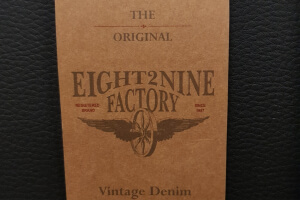 THE
ORIGINAL
EIGHT2NINE
FACTORY
Vintage Denim